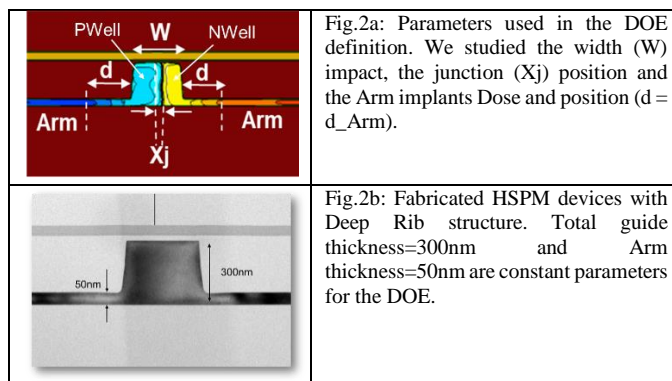 PWell
W
NWell
d
d
Arm
Arm
Xj
Fig.2a: Parameters used in the DOE
definition. We studied the width (W)
impact, the junction (Xj) position and
the Arm implants Dose and position (d =
d_Arm).
50nm
300nm
Fig.2b: Fabricated HSPM devices with
Deep Rib structure. Total guide
thickness=300nm and Arm
thickness=50nm are constant parameters
for the DOE.